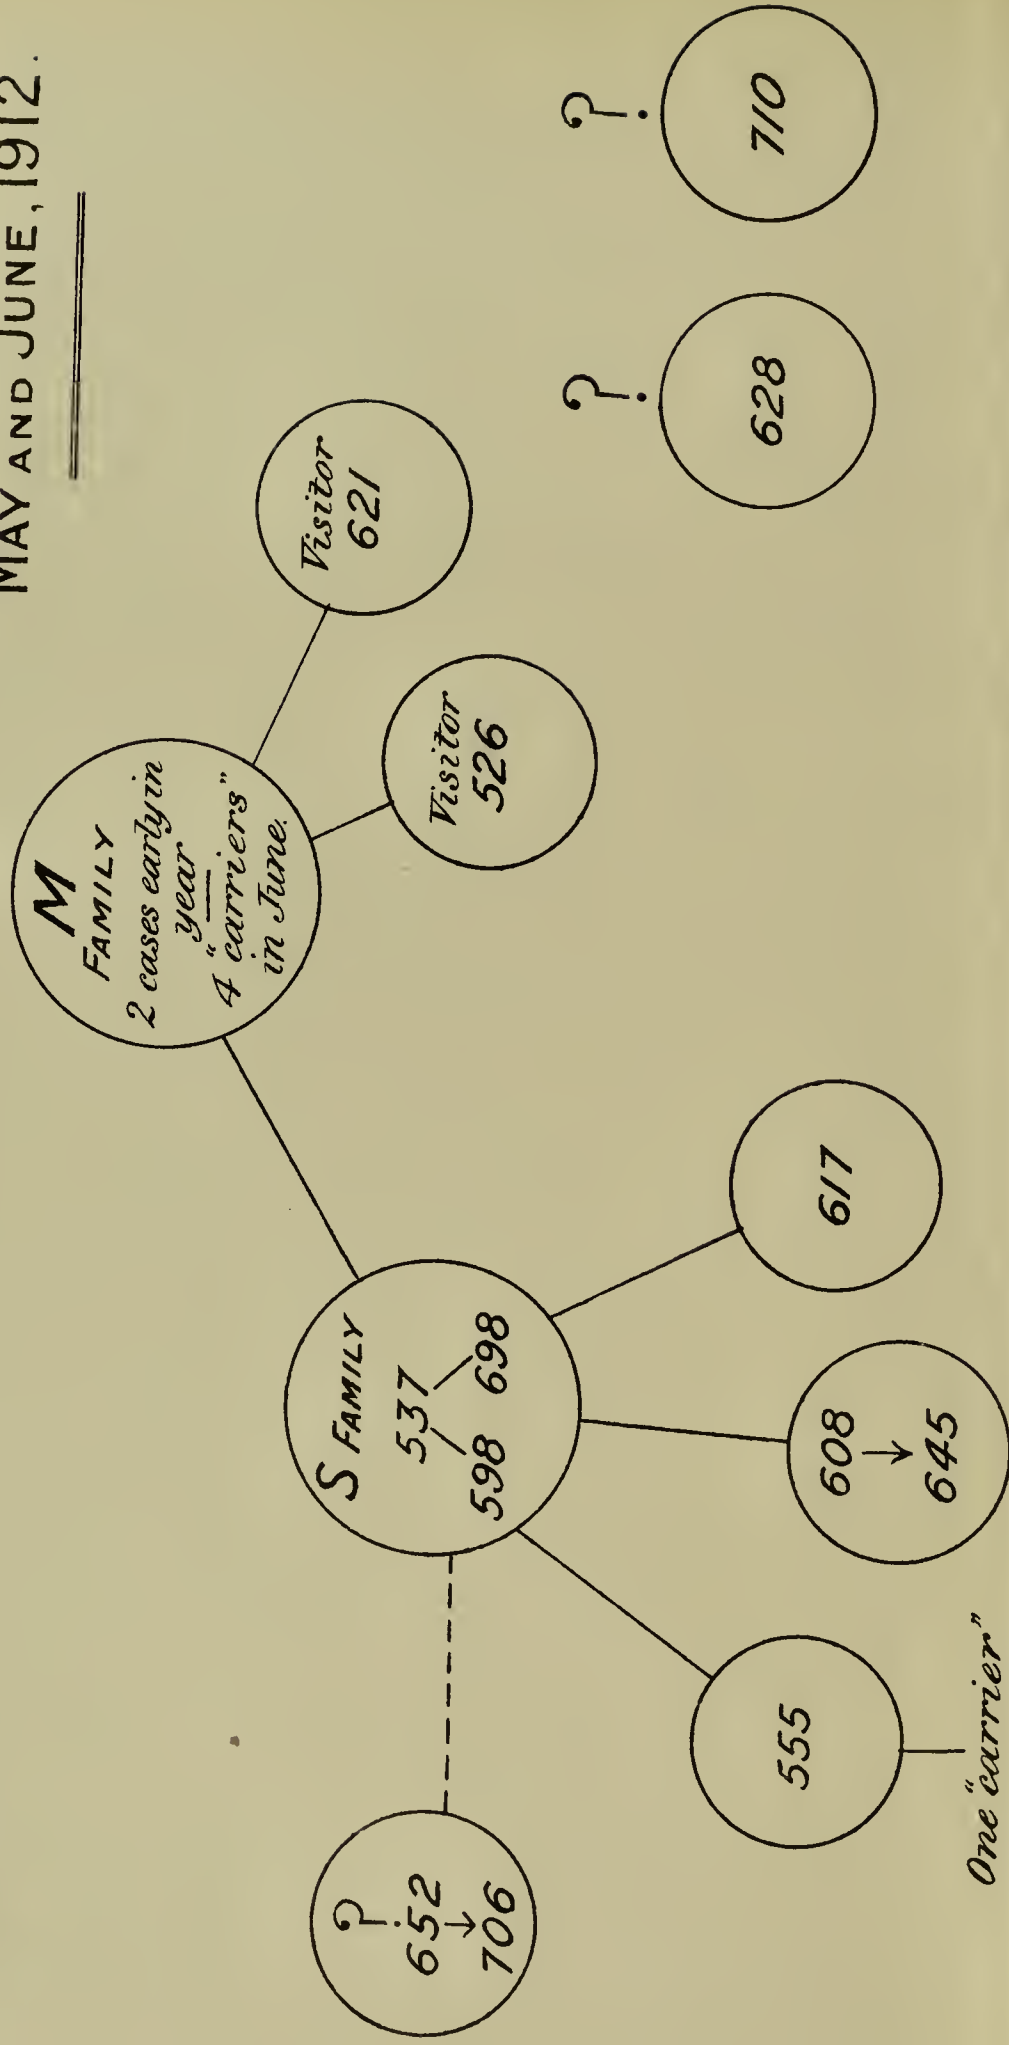 MAY AND JUNE, 1912.
M
FAMILY
2 cases early in
year
4 "carriers"
in June.
Visitor
621
Visitor
526
S FAMILY
537
598 698
?
652
706
555
One "carrier"
608
645
617
?
628
?
710